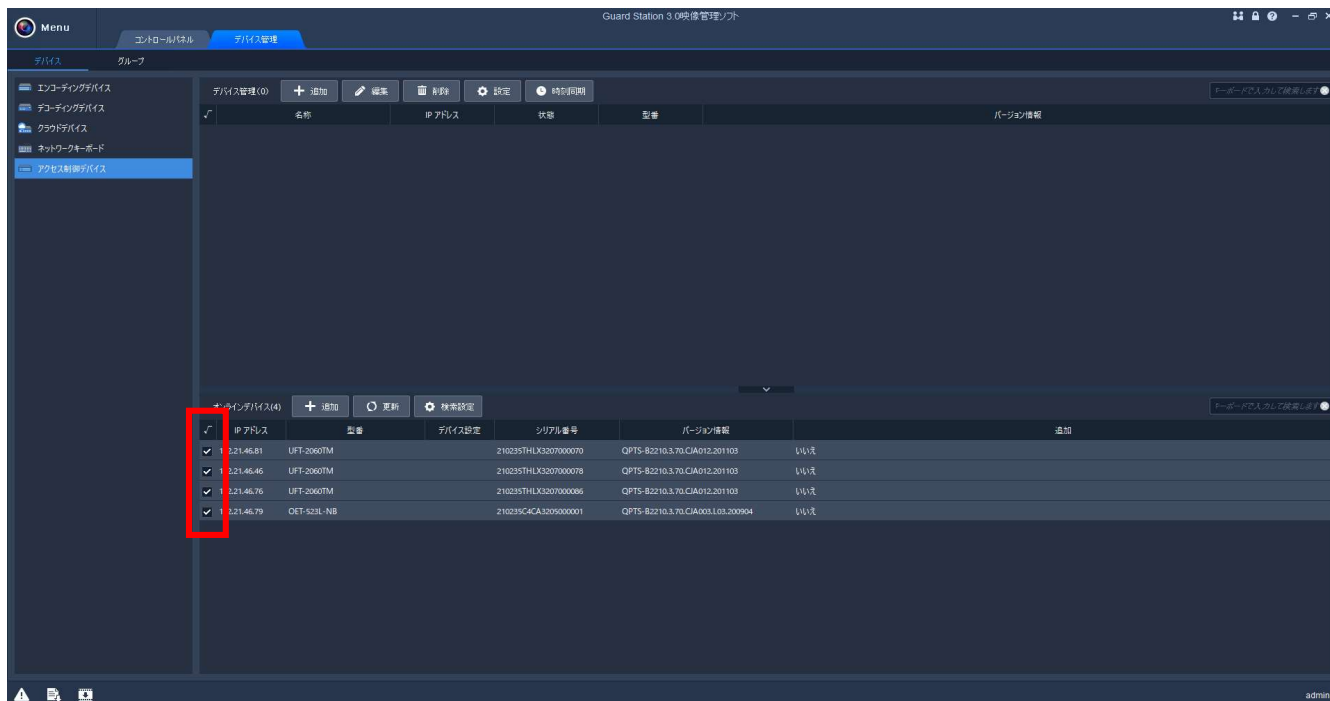 Guard Station 3.0映像管理ソフト
Menu
コントロールパネル デバイス管理
デバイス グループ
エンコーディングデバイス
デコーディングデバイス
クラウドデバイス
ネットワークキーボード
アクセス制御デバイス
デバイス管理(0) 追加 編集 削除 設定 時刻同期 キーボードで入力して検索します
√ 名称 IP アドレス 状態 型番 バージョン情報
オンラインデバイス(4) 追加 更新 検索設定 キーボードで入力して検索します
√ IP アドレス 型番 デバイス設定 シリアル番号 バージョン情報 追加
2.21.46.81 UFT-2060TM 210235THLX3207000070 QPTS-B2210.3.70.CJA012.201103 いいえ
2.21.46.46 UFT-2060TM 210235THLX3207000078 QPTS-B2210.3.70.CJA012.201103 いいえ
2.21.46.76 UFT-2060TM 210235THLX3207000086 QPTS-B2210.3.70.CJA012.201103 いいえ
2.21.46.79 OET-523L-NB 210235C4CA3205000001 QPTS-B2210.3.70.CJA003.L03.200904 いいえ
admin